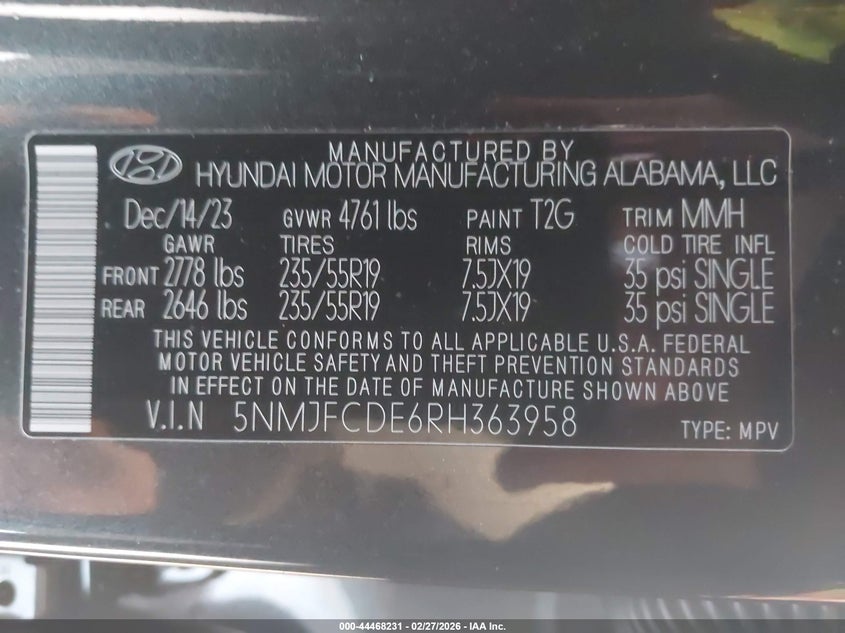 MANUFACTURED BY
HYUNDAI MOTOR MANUFACTURING ALABAMA, LLC
Dec/14/23 GVWR 4761 lbs PAINT T2G TRIM MMH
GAWR TIRES RIMS COLD TIRE INFL
FRONT 2778 lbs 235/55R19 7.5JX19 35 psi SINGLE
REAR 2646 lbs 235/55R19 7.5JX19 35 psi SINGLE
THIS VEHICLE CONFORMS TO ALL APPLICABLE U.S.A. FEDERAL
MOTOR VEHICLE SAFETY AND THEFT PREVENTION STANDARDS
IN EFFECT ON THE DATE OF MANUFACTURE SHOWN ABOVE
V.I.N 5NMJFCDE6RH363958 TYPE: MPV
000-44468231 - 02/27/2026 - IAA Inc.